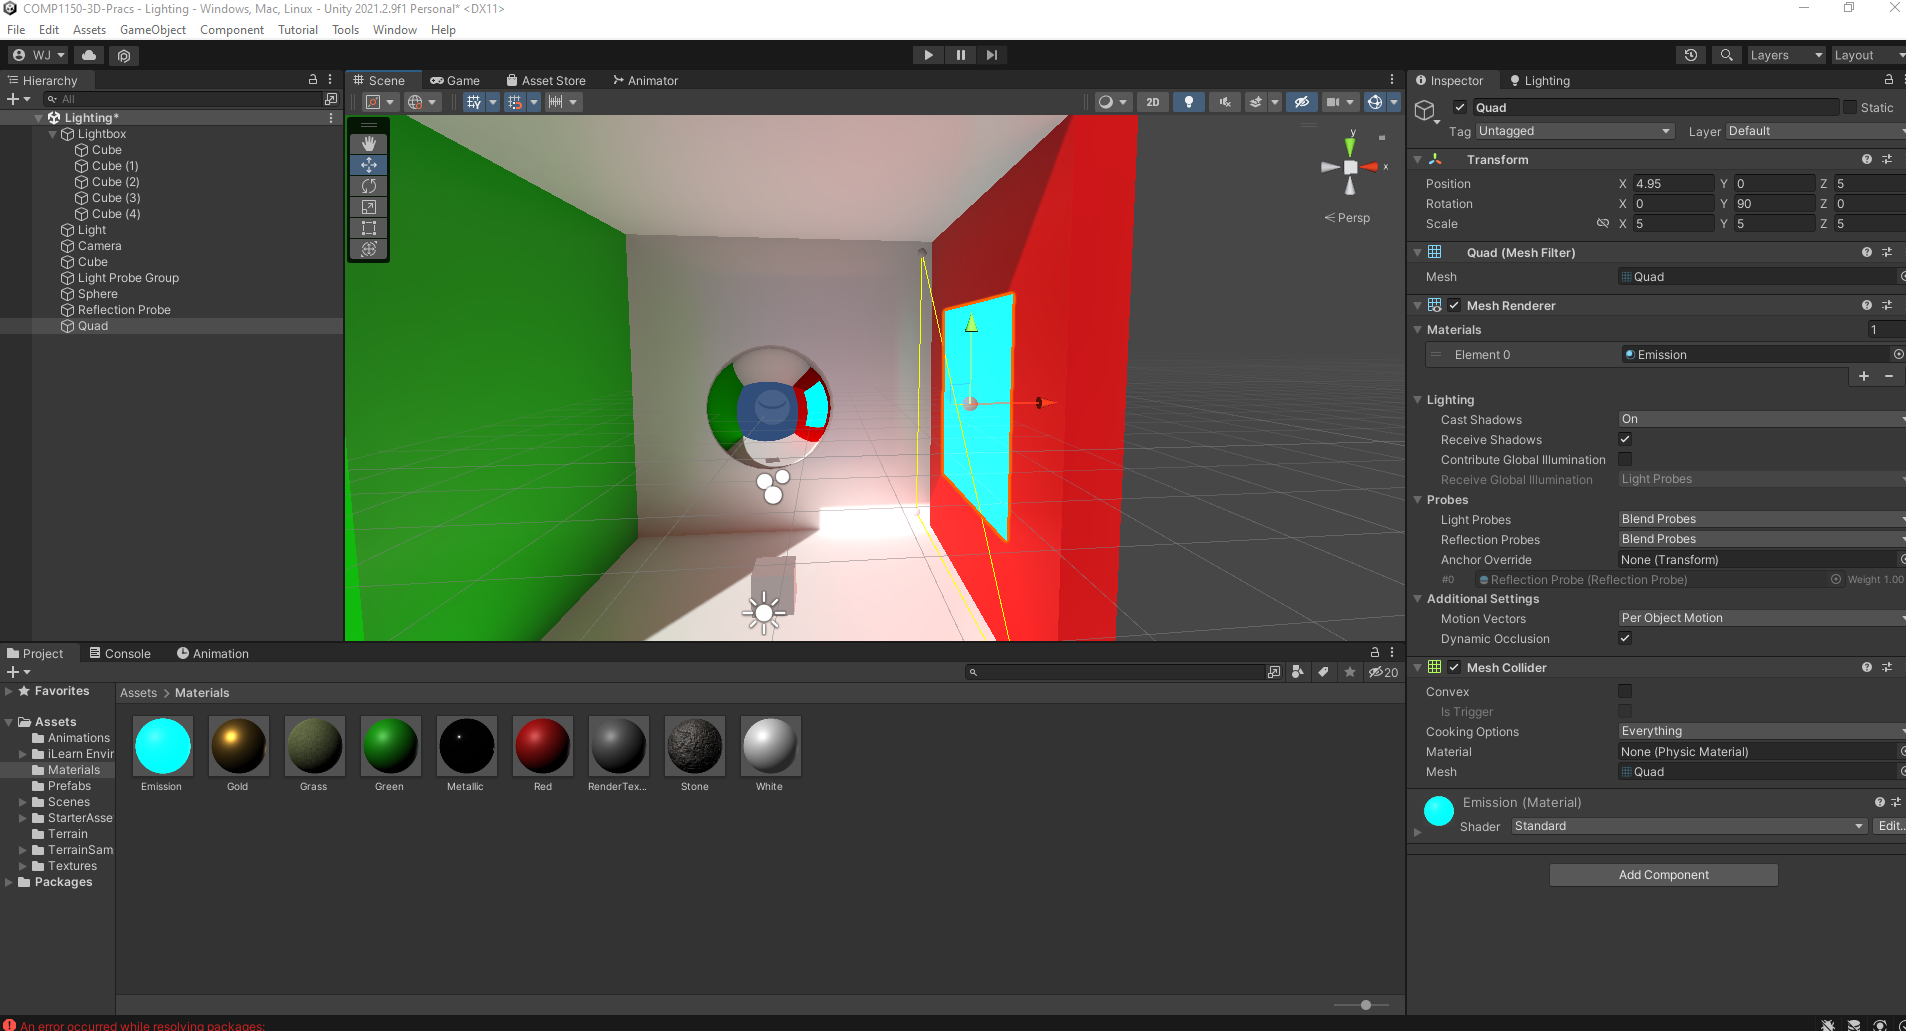 COMP1150-3D-Pracs - Lighting - Windows, Mac, Linux - Unity 2021.2.9f1 Personal* <DX11>
File Edit Assets GameObject Component Tutorial Tools Window Help
WJ Layers Layout
Hierarchy
All
Lighting*
Lightbox
Cube
Cube (1)
Cube (2)
Cube (3)
Cube (4)
Light
Camera
Cube
Light Probe Group
Sphere
Reflection Probe
Quad
Scene Game Asset Store Animator
2D
y
x
Persp
Inspector Lighting
Quad Static
Tag Untagged Layer Default
Transform
Position X 4.95 Y 0 Z 5
Rotation X 0 Y 90 Z 0
Scale X 5 Y 5 Z 5
Quad (Mesh Filter)
Mesh Quad
Mesh Renderer
Materials 1
Element 0 Emission
Lighting
Cast Shadows On
Receive Shadows
Contribute Global Illumination
Receive Global Illumination Light Probes
Probes
Light Probes Blend Probes
Reflection Probes Blend Probes
Anchor Override None (Transform)
#0 Reflection Probe (Reflection Probe) Weight 1.00
Additional Settings
Motion Vectors Per Object Motion
Dynamic Occlusion
Mesh Collider
Convex
Is Trigger
Cooking Options Everything
Material None (Physic Material)
Mesh Quad
Emission (Material)
Shader Standard Edit..
Add Component
Project Console Animation
20
Favorites
Assets
Animations
iLearn Envir
Materials
Prefabs
Scenes
StarterAsse
Terrain
TerrainSam
Textures
Packages
Assets > Materials
Emission Gold Grass Green Metallic Red RenderTex... Stone White
An error occurred while resolving packages: